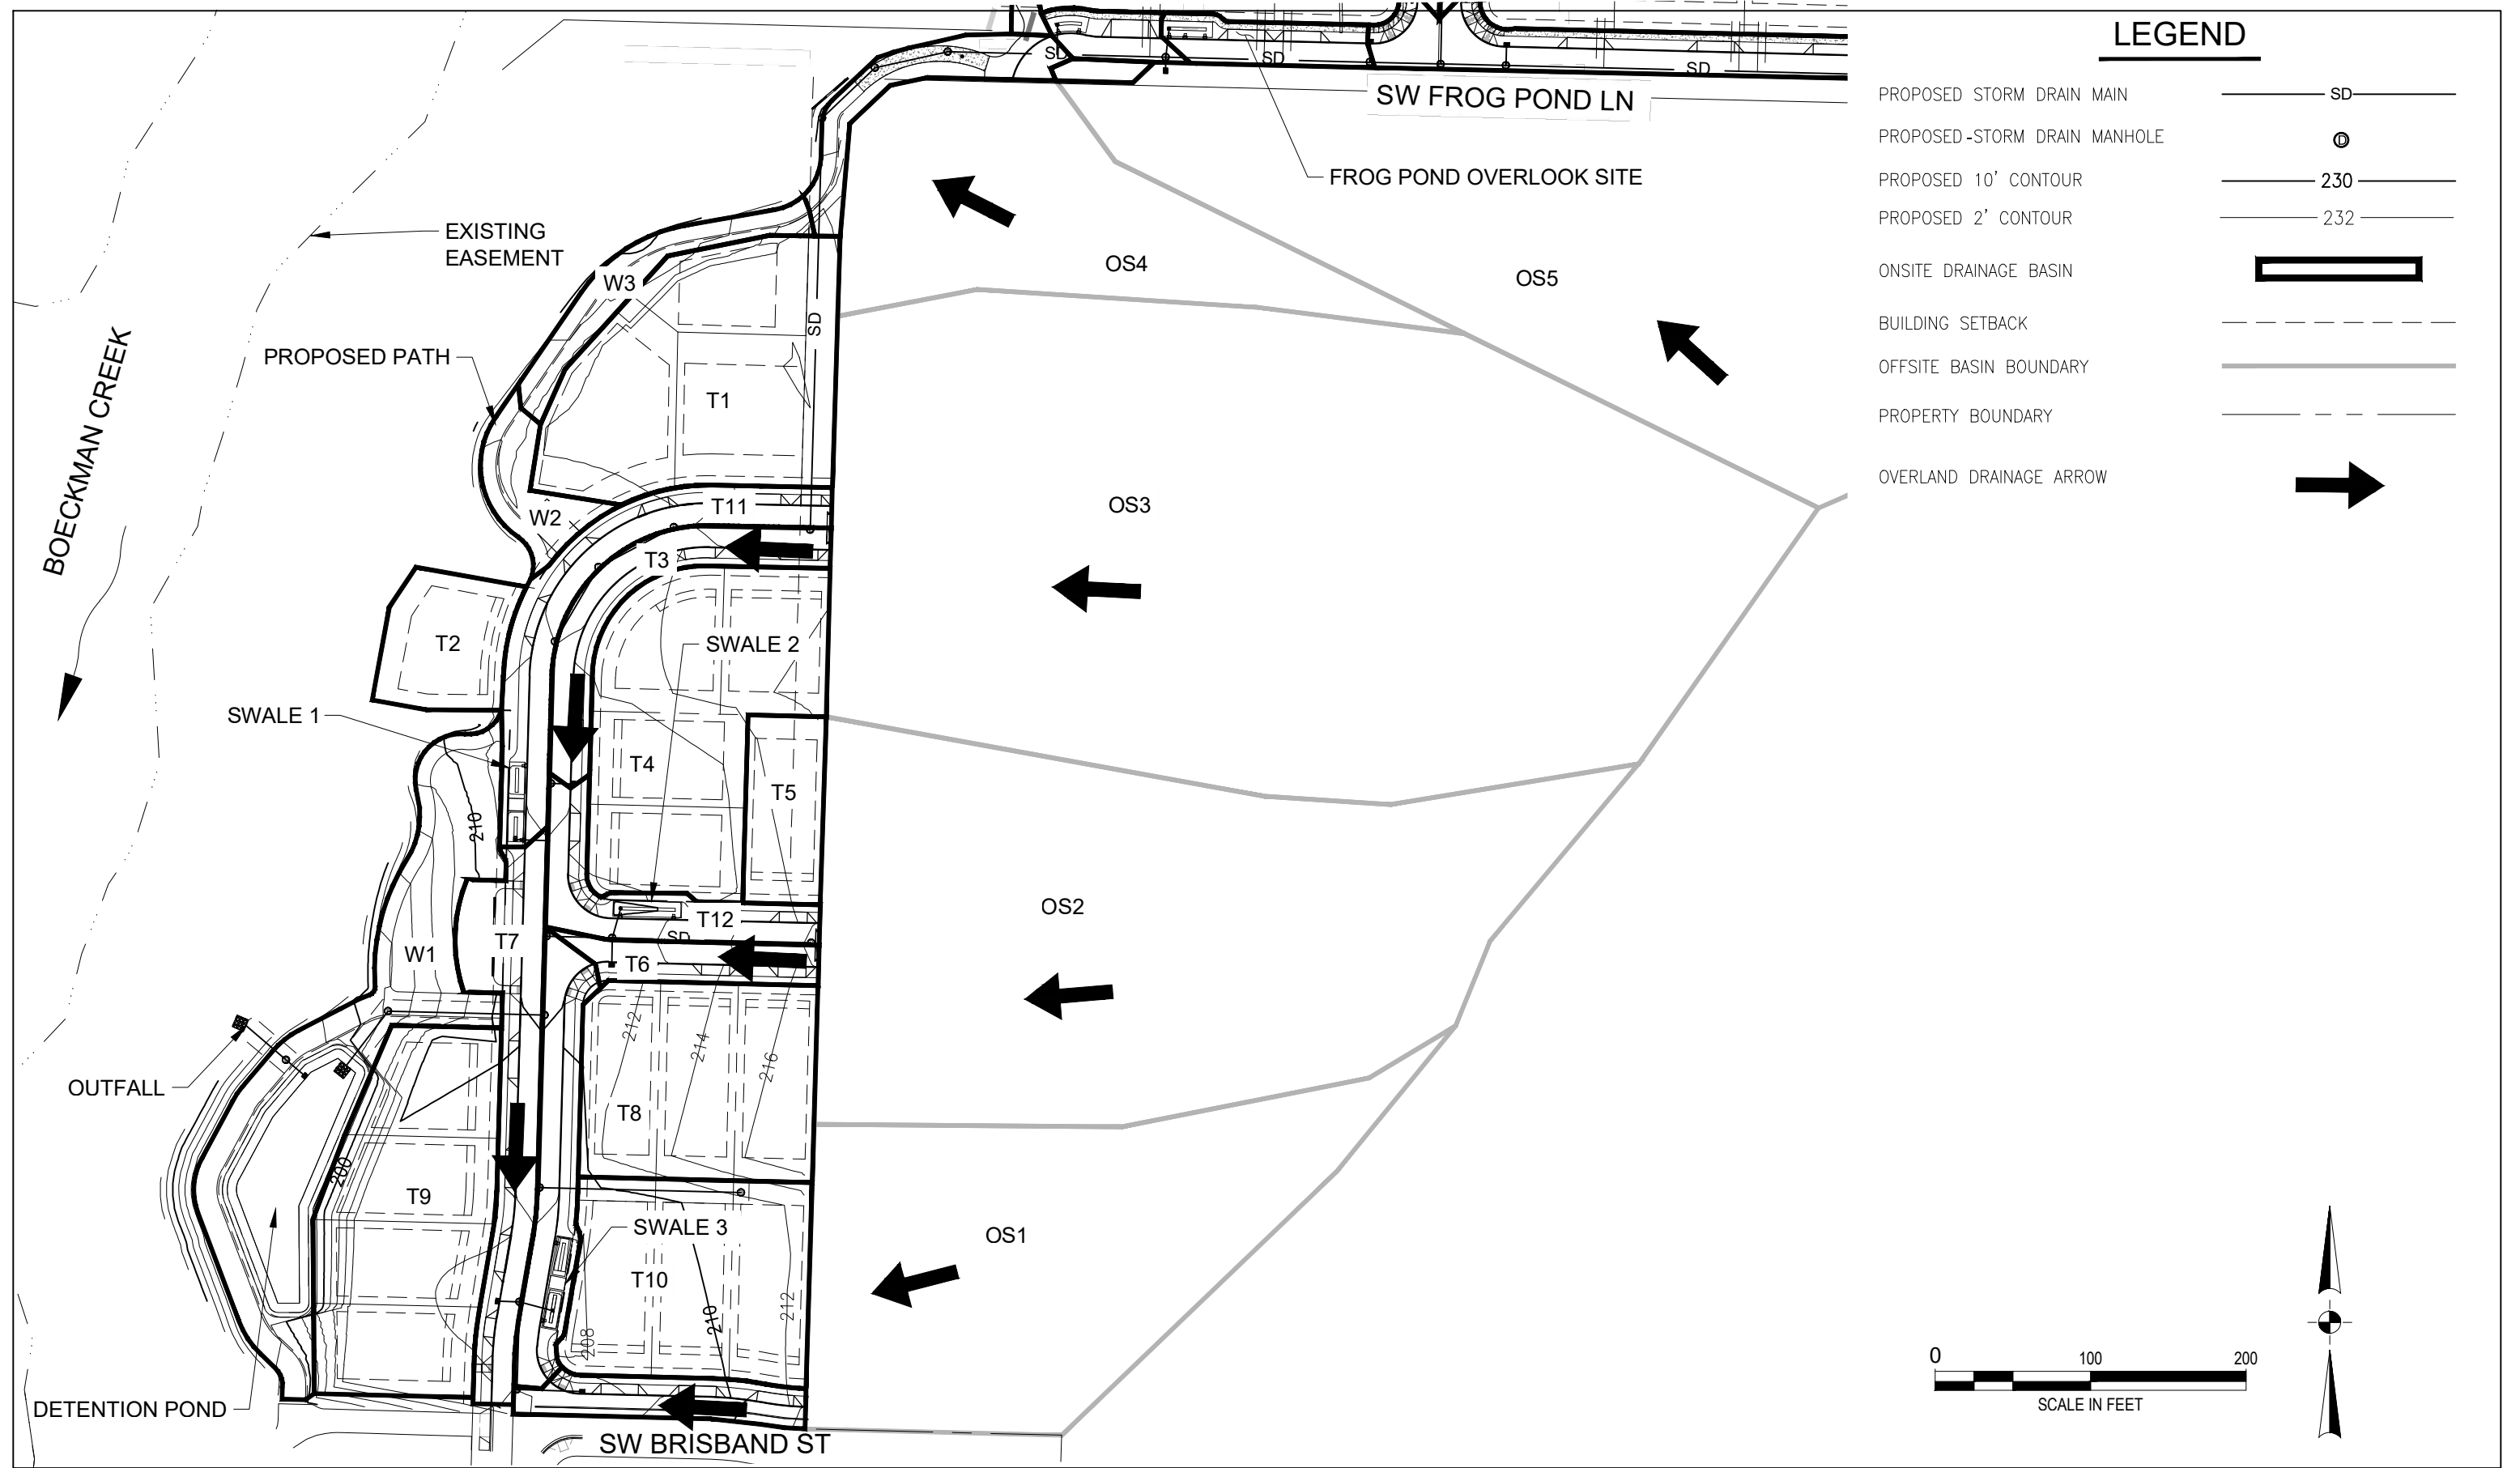 LEGEND
PROPOSED STORM DRAIN MAIN
SD
PROPOSED-STORM DRAIN MANHOLE
D
PROPOSED 10' CONTOUR
230
PROPOSED 2' CONTOUR
232
ONSITE DRAINAGE BASIN
BUILDING SETBACK
OFFSITE BASIN BOUNDARY
PROPERTY BOUNDARY
OVERLAND DRAINAGE ARROW
SD
SD
SD
SW FROG POND LN
FROG POND OVERLOOK SITE
EXISTING
EASEMENT
OS4
OS5
W3
SD
PROPOSED PATH
BOECKMAN CREEK
T1
OS3
T11
W2
T3
T2
SWALE 2
SWALE 1
T4
T5
210
OS2
T12
SD
T7
W1
T6
212
214
216
OUTFALL
T8
200
T9
SWALE 3
OS1
T10
208
210
212
DETENTION POND
SW BRISBAND ST
0
100
200
SCALE IN FEET